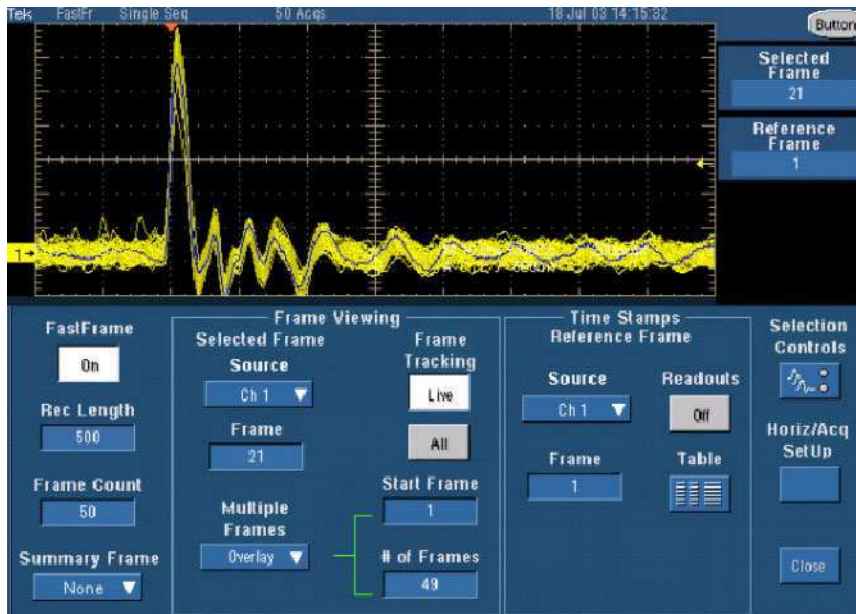 Tek FastFr Single Seq 50 Acqs 18 Jul 03 14:15:32
Button
Selected
Frame
21
Reference
Frame
1
1
FastFrame
On
Rec Length
500
Frame Count
50
Summary Frame
None
Frame Viewing
Selected Frame
Source
Ch 1
Frame
21
Multiple
Frames
Overlay
Frame
Tracking
Live
All
Start Frame
1
# of Frames
49
Time Stamps
Reference Frame
Source
Ch 1
Frame
1
Readouts
Off
Table
Selection
Controls
Horiz/Acq
SetUp
Close